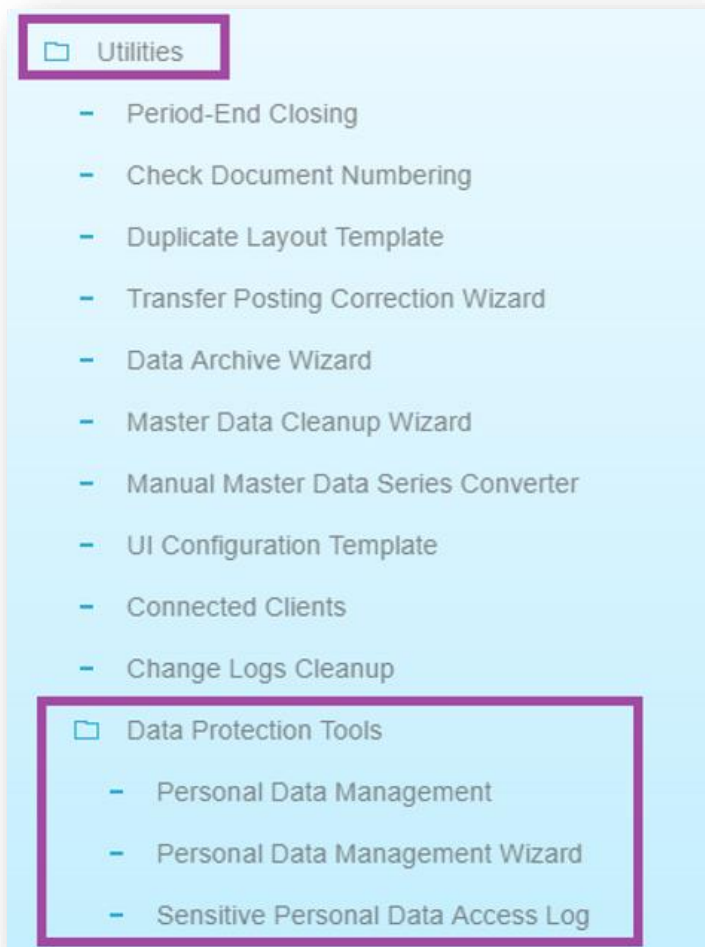 Utilities
Period-End Closing
Check Document Numbering
Duplicate Layout Template
Transfer Posting Correction Wizard
Data Archive Wizard
Master Data Cleanup Wizard
Manual Master Data Series Converter
UI Configuration Template
Connected Clients
Change Logs Cleanup
Data Protection Tools
Personal Data Management
Personal Data Management Wizard
Sensitive Personal Data Access Log